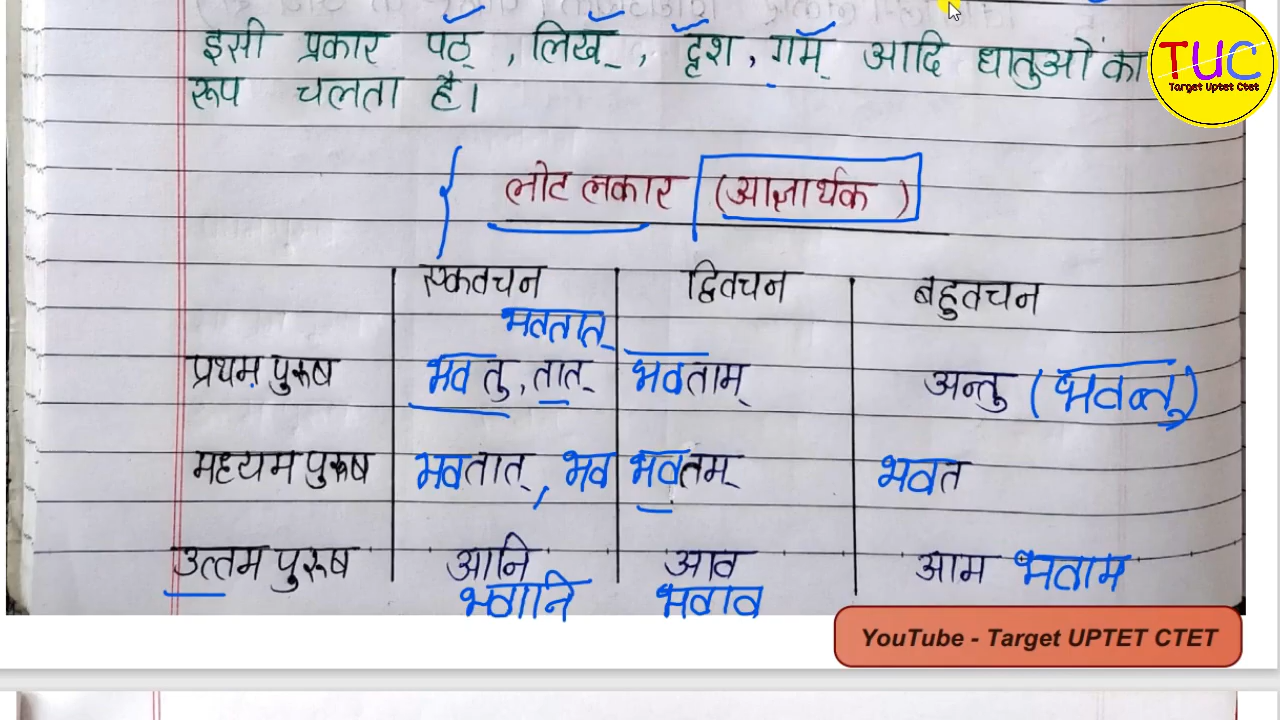 इसी प्रकार पठ् , लिख् , दृश , गम् आदि धातुओं का
रूप चलता है।
TUC
Target Uptet Ctet
लोट लकार (आज्ञार्थक )
एकवचन द्विवचन बहुवचन
भवतात्
प्रथम पुरुष भवतु , तात् भवताम् अन्तु ( भवन्तु )
मध्यम पुरुष भवतात् , भव भवतम् भवत
उत्तम पुरुष आनि आव आम भवाम
भवानि भवाव
YouTube - Target UPTET CTET